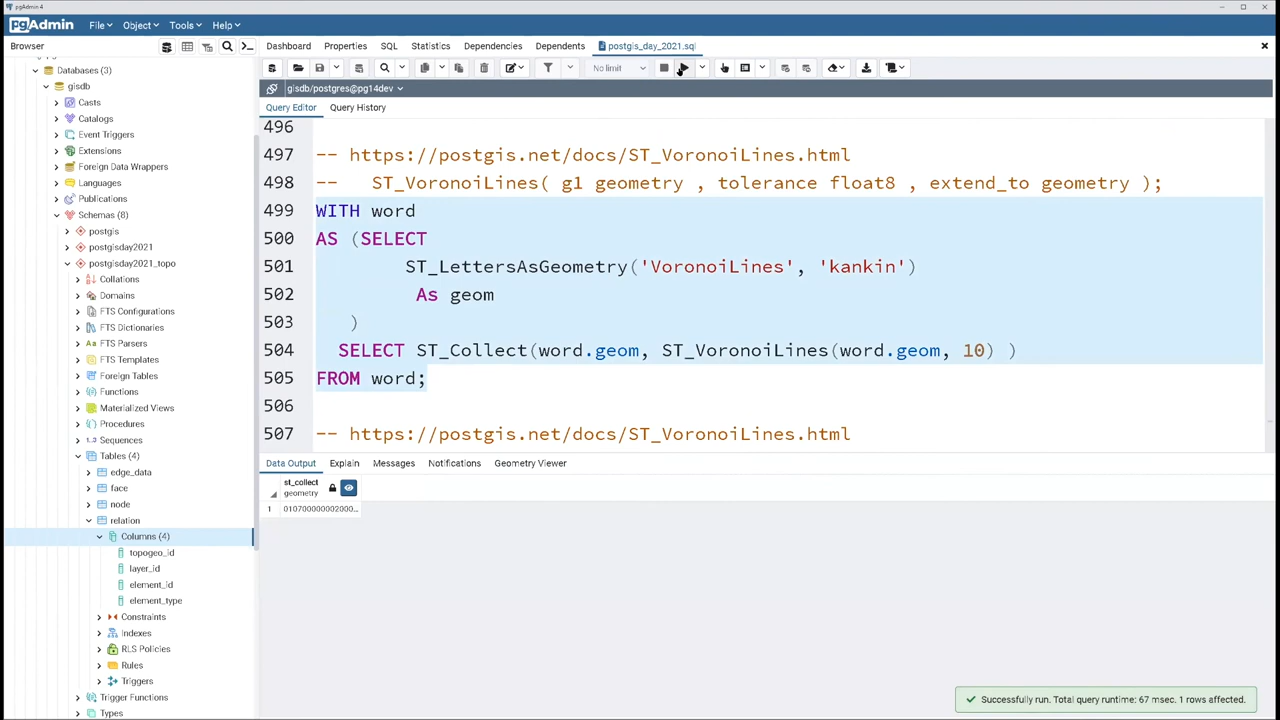 pgAdmin 4
pgAdmin File Object Tools Help
Browser
Dashboard Properties SQL Statistics Dependencies Dependents postgis_day_2021.sql
No limit
gisdb/postgres@pg14dev
Query Editor Query History
Databases (3)
gisdb
Casts
Catalogs
Event Triggers
Extensions
Foreign Data Wrappers
Languages
Publications
Schemas (8)
postgis
postgisday2021
postgisday2021_topo
Collations
Domains
FTS Configurations
FTS Dictionaries
FTS Parsers
FTS Templates
Foreign Tables
Functions
Materialized Views
Procedures
1..3 Sequences
Tables (4)
edge_data
face
node
relation
Columns (4)
topogeo_id
layer_id
element_id
element_type
Constraints
Indexes
RLS Policies
Rules
Triggers
Trigger Functions
Types
496
497 -- https://postgis.net/docs/ST_VoronoiLines.html
498 -- ST_VoronoiLines( g1 geometry , tolerance float8 , extend_to geometry );
499 WITH word
500 AS (SELECT
501 ST_LettersAsGeometry('VoronoiLines', 'kankin')
502 As geom
503 )
504 SELECT ST_Collect(word.geom, ST_VoronoiLines(word.geom, 10) )
505 FROM word;
506
507 -- https://postgis.net/docs/ST_VoronoiLines.html
Data Output Explain Messages Notifications Geometry Viewer
st_collect
geometry
1 010700000002000...
Successfully run. Total query runtime: 67 msec. 1 rows affected.